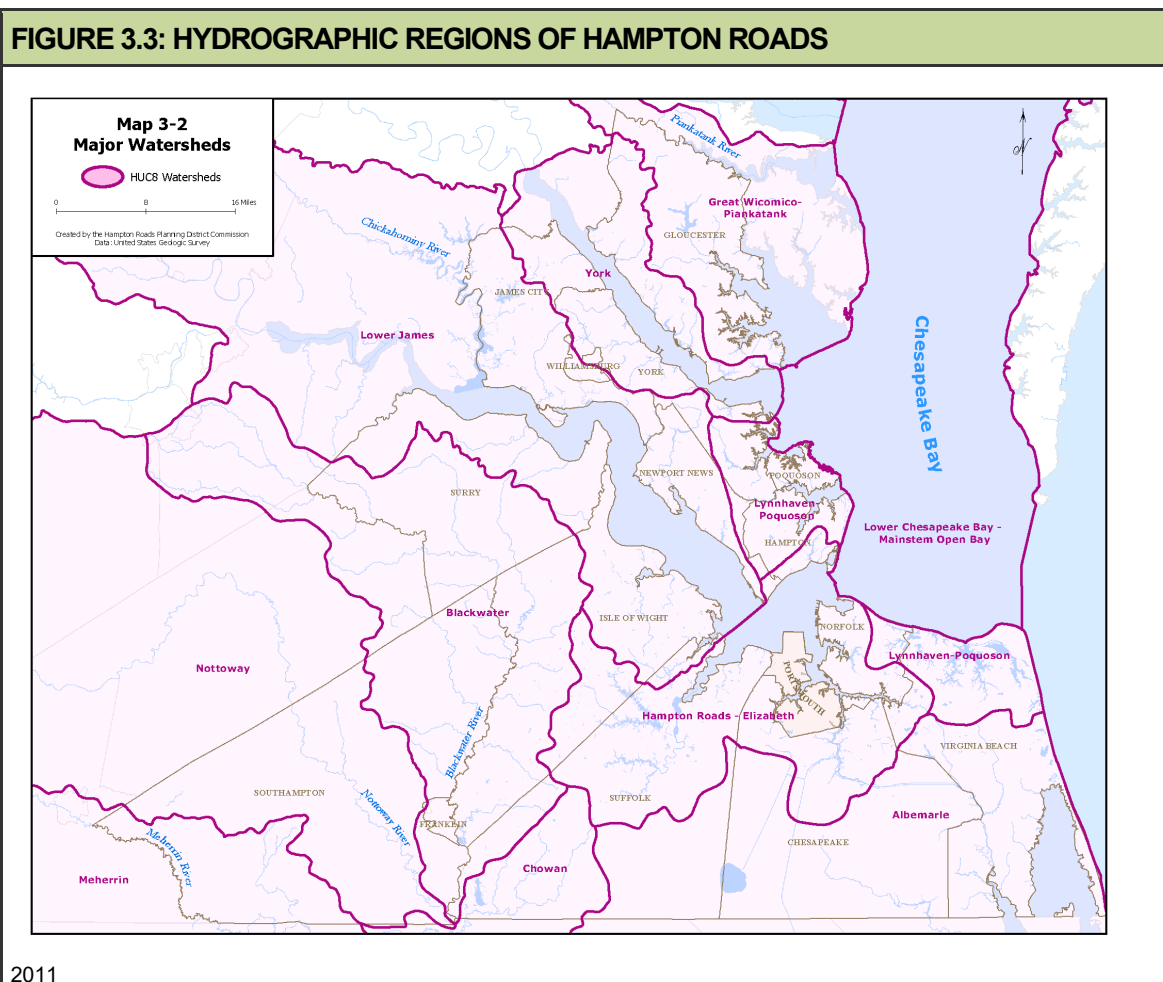 FIGURE 3.3: HYDROGRAPHIC REGIONS OF HAMPTON ROADS
Map 3-2
Major Watersheds
HUC8 Watersheds
0 8 16 Miles
Created by the Hampton Roads Planning District Commission
Data: United States Geologic Survey
N
Piankatank River
Great Wicomico-
Piankatank
GLOUCESTER
Chickahominy River
York
JAMES CITY
Lower James
WILLIAMSBURG
YORK
Chesapeake Bay
NEWPORT NEWS
POQUOSON
SURRY
Lynnhaven-
Poquoson
HAMPTON
Lower Chesapeake Bay -
Mainstem Open Bay
Blackwater
ISLE OF WIGHT
NORFOLK
Lynnhaven-Poquoson
Nottoway
PORTSMOUTH
Hampton Roads - Elizabeth
Blackwater River
VIRGINIA BEACH
SOUTHAMPTON
SUFFOLK
Nottoway River
FRANKLIN
Albemarle
CHESAPEAKE
Meherrin River
Chowan
Meherrin
2011